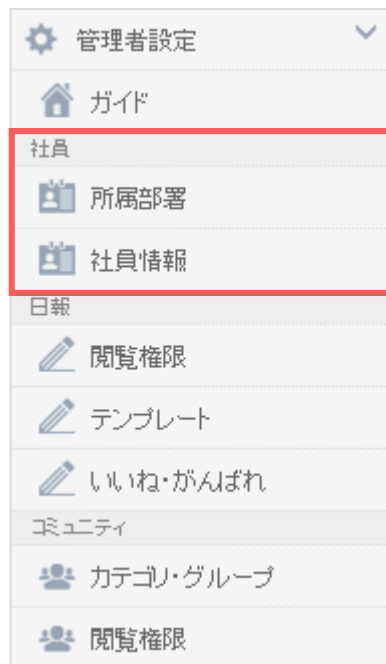 管理者設定
ガイド
社員
所属部署
社員情報
日報
閲覧権限
テンプレート
いいね・がんばれ
コミュニティ
カテゴリ・グループ
閲覧権限